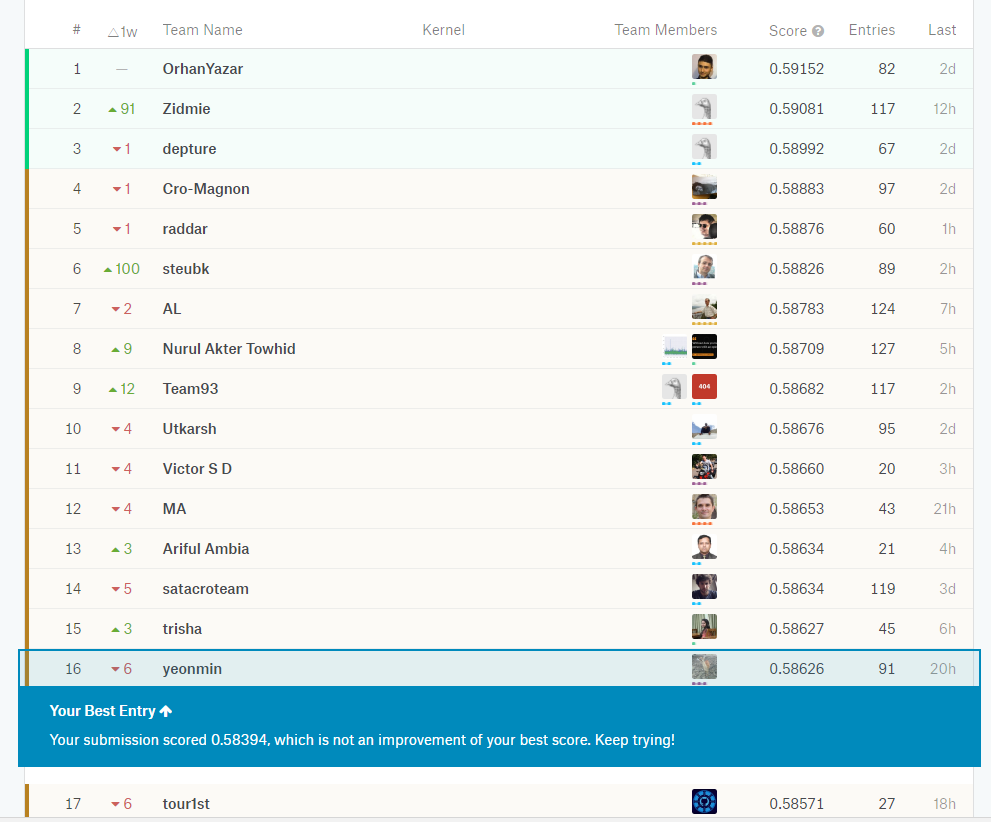 # △1w Team Name Kernel Team Members Score ? Entries Last
1 — OrhanYazar 0.59152 82 2d
2 ▲ 91 Zidmie 0.59081 117 12h
3 ▼ 1 depture 0.58992 67 2d
4 ▼ 1 Cro-Magnon 0.58883 97 2d
5 ▼ 1 raddar 0.58876 60 1h
6 ▲ 100 steubk 0.58826 89 2h
7 ▼ 2 AL 0.58783 124 7h
8 ▲ 9 Nurul Akter Towhid 0.58709 127 5h
9 ▲ 12 Team93 404 0.58682 117 2h
10 ▼ 4 Utkarsh 0.58676 95 2d
11 ▼ 4 Victor S D 0.58660 20 3h
12 ▼ 4 MA 0.58653 43 21h
13 ▲ 3 Ariful Ambia 0.58634 21 4h
14 ▼ 5 satacroteam 0.58634 119 3d
15 ▲ 3 trisha 0.58627 45 6h
16 ▼ 6 yeonmin 0.58626 91 20h
Your Best Entry ↑
Your submission scored 0.58394, which is not an improvement of your best score. Keep trying!
17 ▼ 6 tour1st 0.58571 27 18h